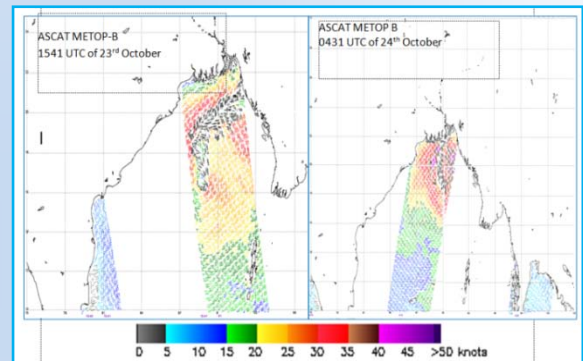 ASCAT METOP-B
1541 UTC of 23rd October
ASCAT METOP B
0431 UTC of 24th October
0 5 10 15 20 25 30 35 40 45 >50 knots